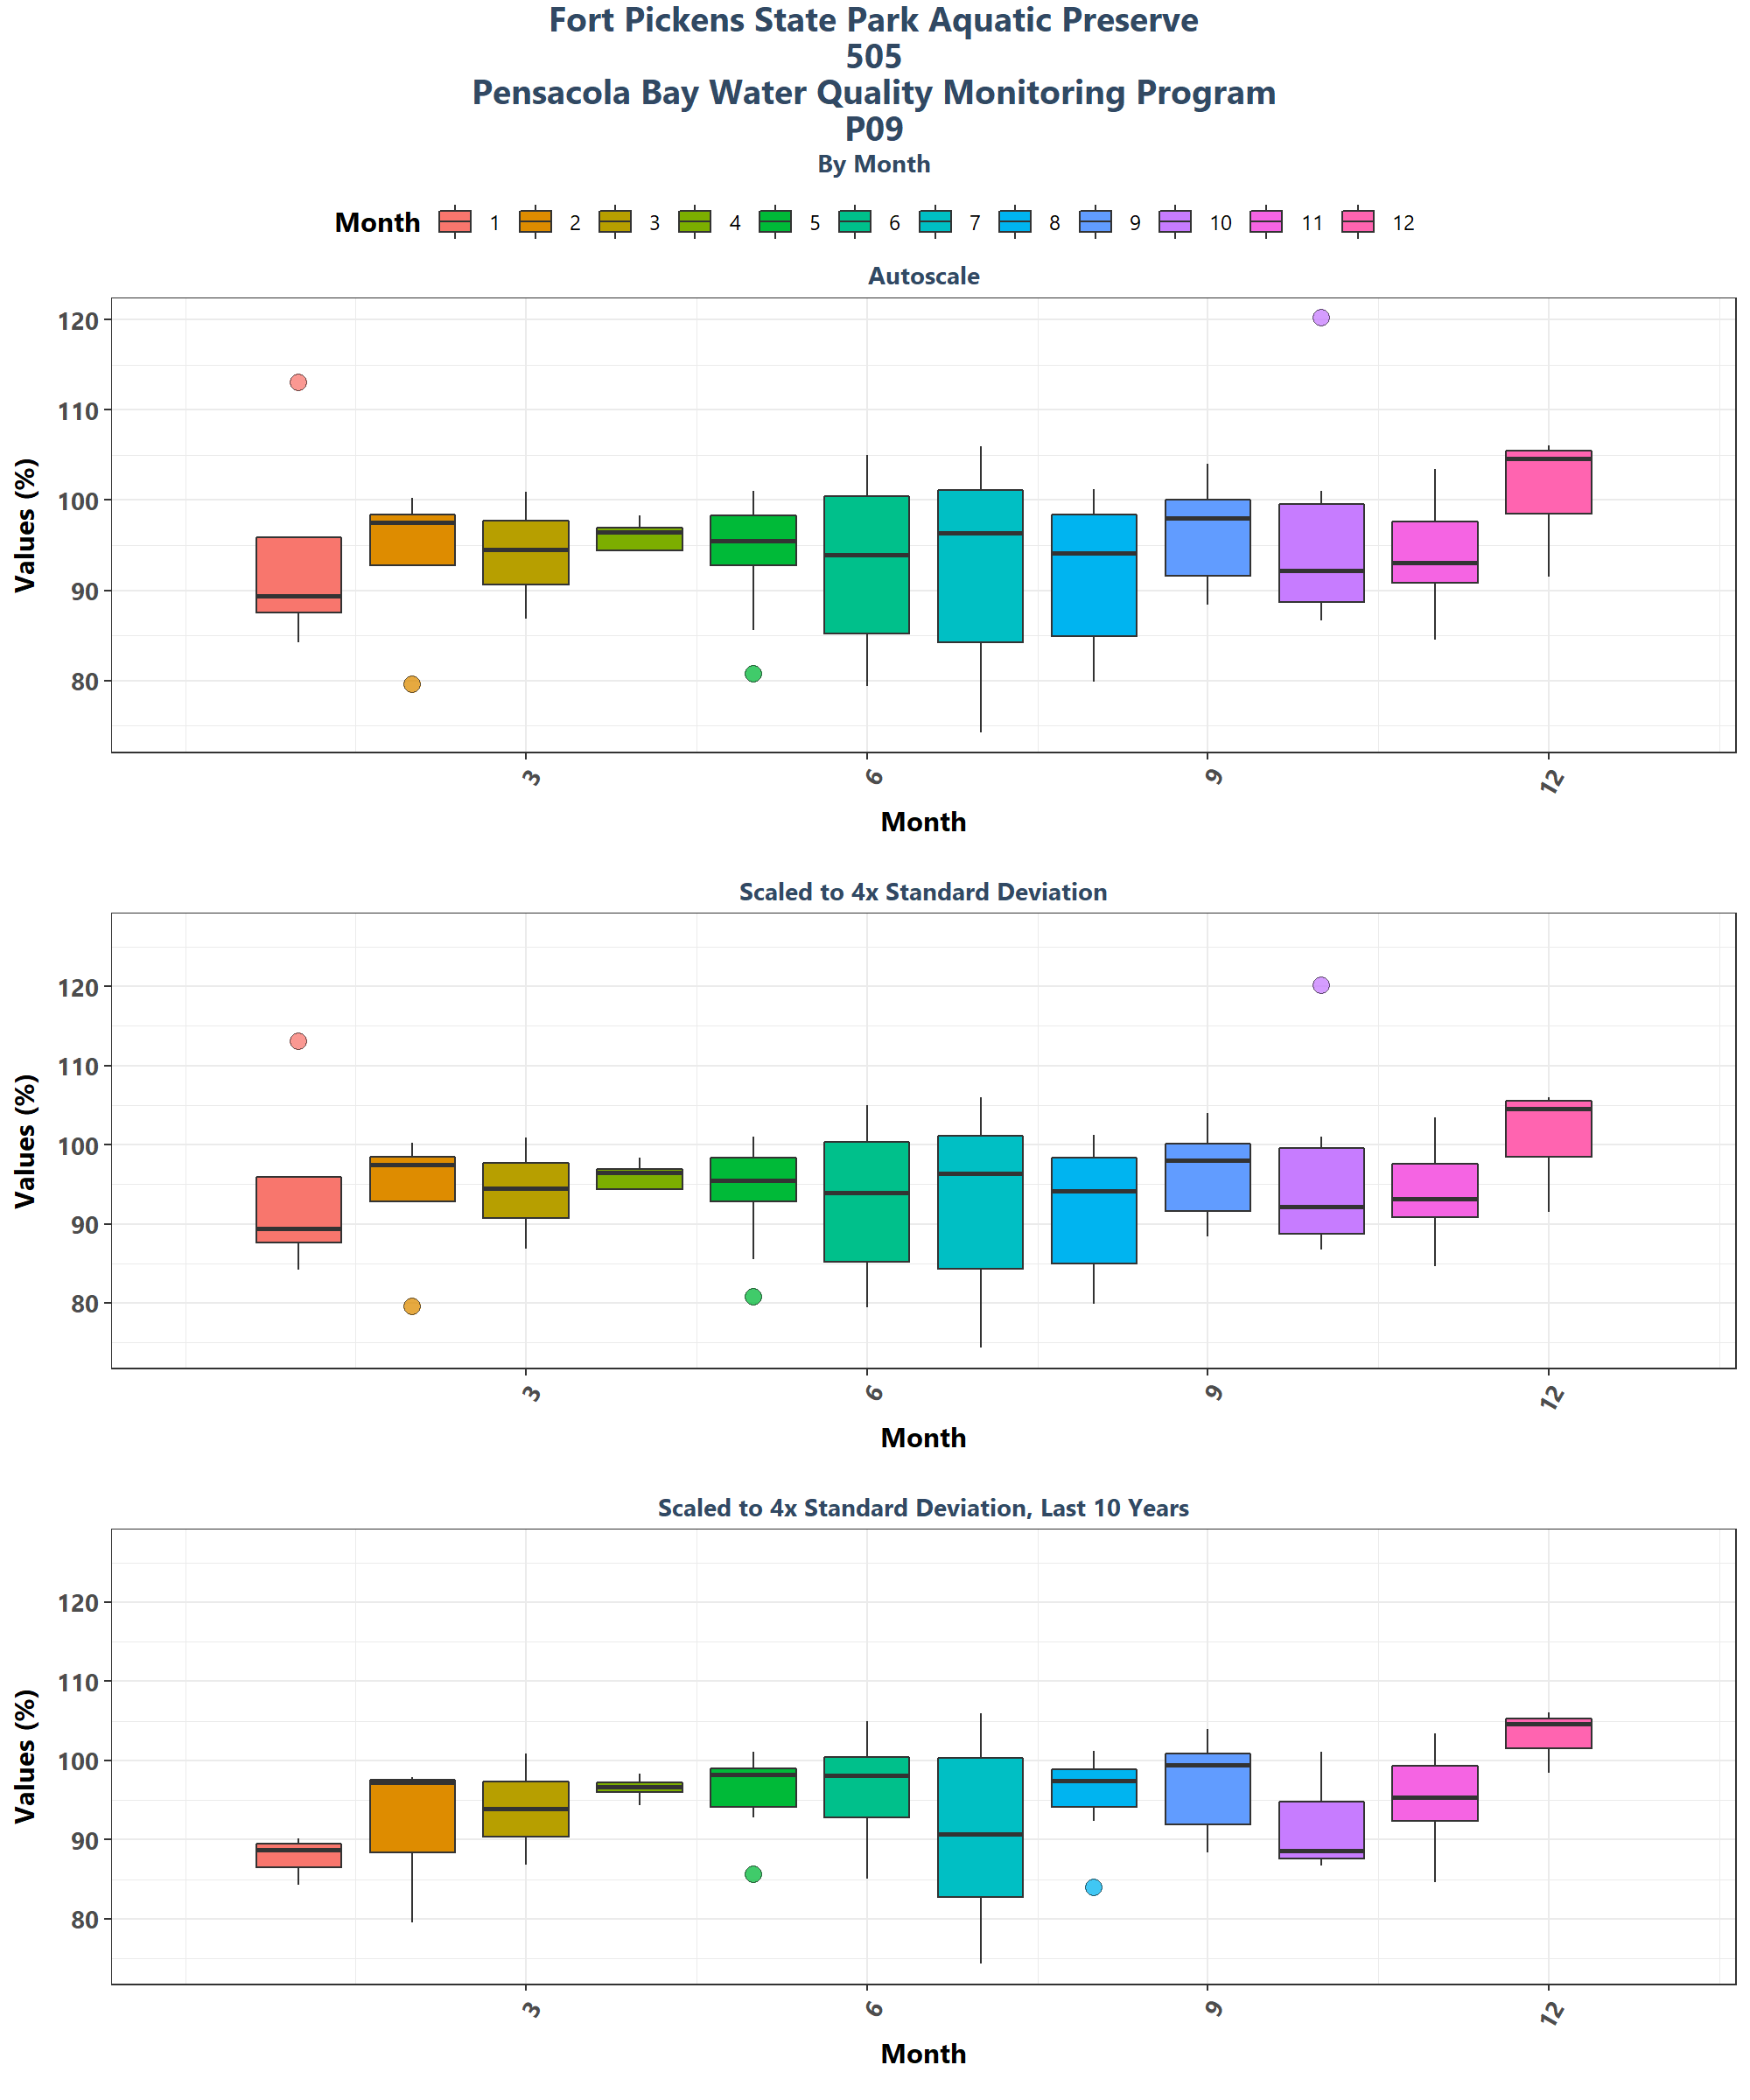 Fort Pickens State Park Aquatic Preserve
505
Pensacola Bay Water Quality Monitoring Program
P09
By Month
Month 1 2 3 4 5 6 7 8 9 10 11 12
Autoscale
120
110
100
90
80
Values (%)
3 6 9 12
Month
Scaled to 4x Standard Deviation
120
110
100
90
80
Values (%)
3 6 9 12
Month
Scaled to 4x Standard Deviation, Last 10 Years
120
110
100
90
80
Values (%)
3 6 9 12
Month